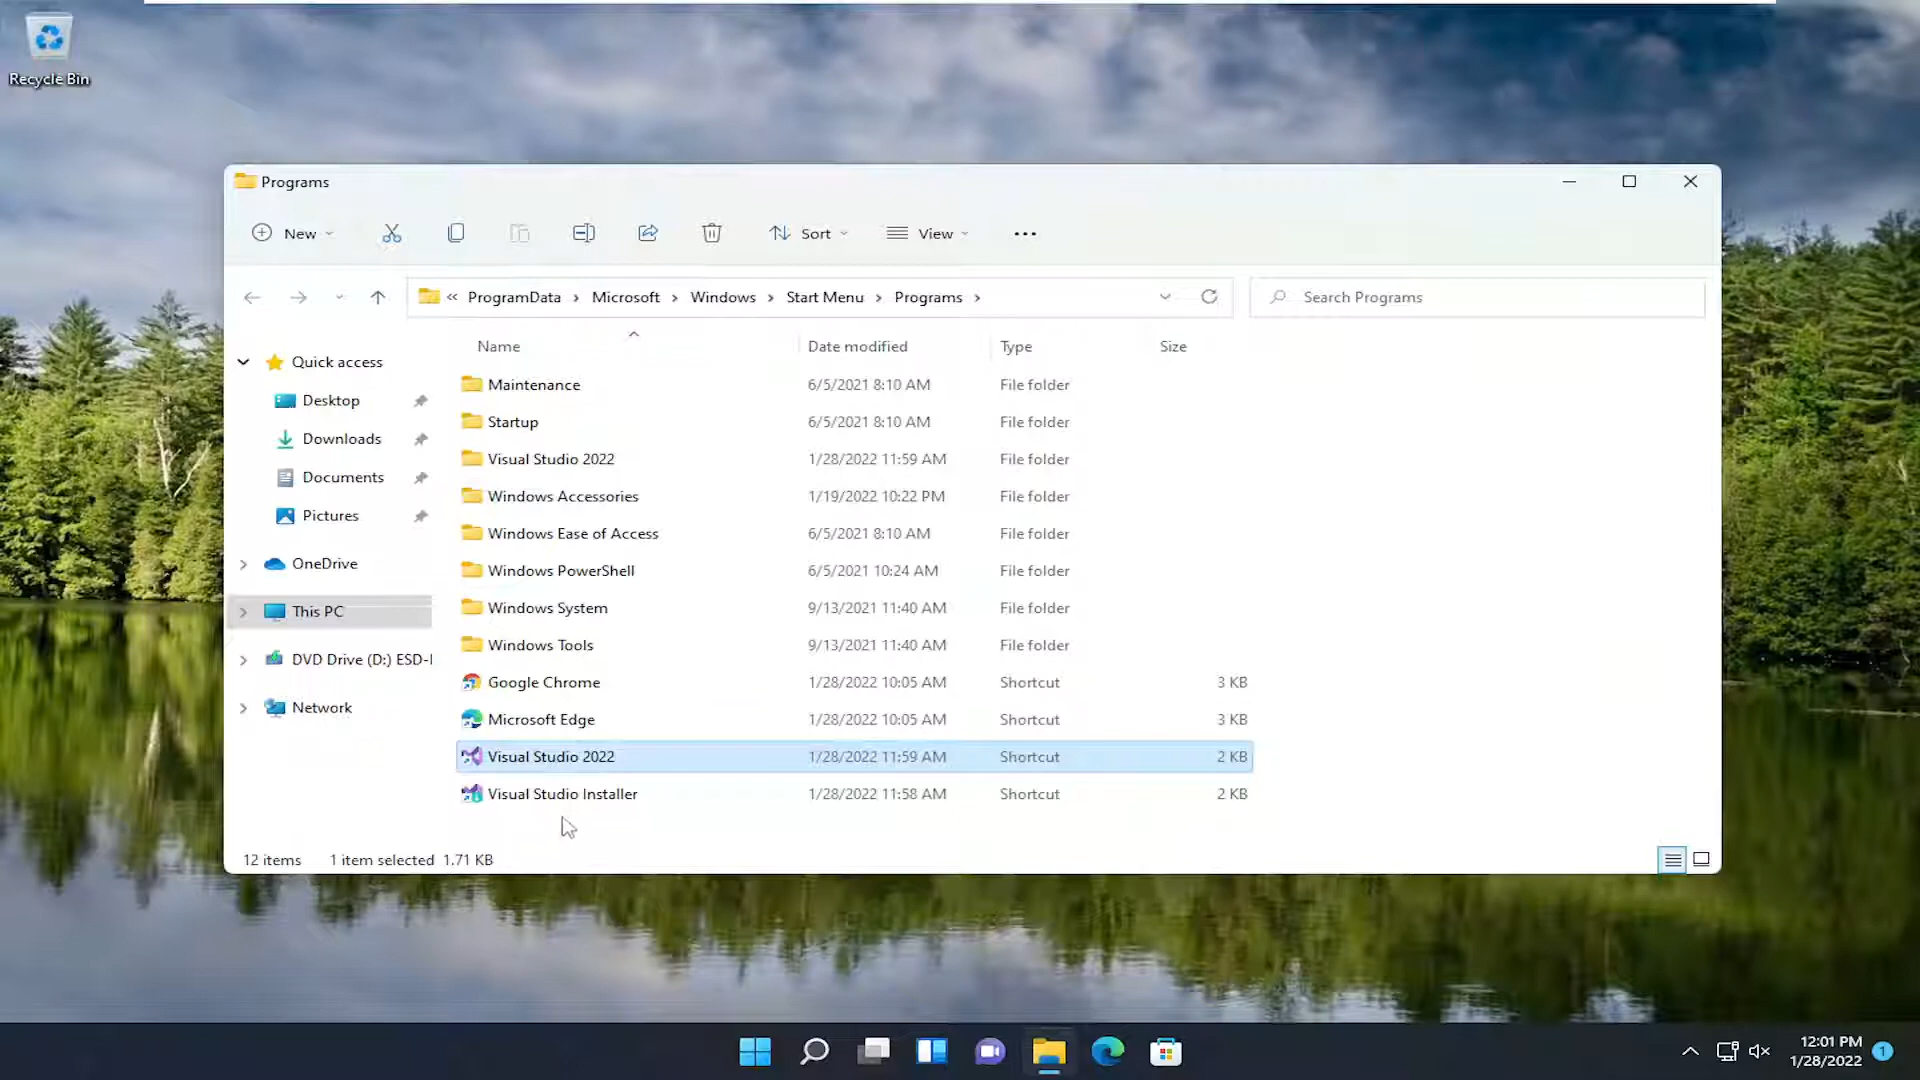 Recycle Bin
Programs
New
Sort
View
« ProgramData > Microsoft > Windows > Start Menu > Programs >
Search Programs
Name Date modified Type Size
Quick access
Desktop
Downloads
Documents
Pictures
OneDrive
This PC
DVD Drive (D:) ESD-I
Network
Maintenance 6/5/2021 8:10 AM File folder
Startup 6/5/2021 8:10 AM File folder
Visual Studio 2022 1/28/2022 11:59 AM File folder
Windows Accessories 1/19/2022 10:22 PM File folder
Windows Ease of Access 6/5/2021 8:10 AM File folder
Windows PowerShell 6/5/2021 10:24 AM File folder
Windows System 9/13/2021 11:40 AM File folder
Windows Tools 9/13/2021 11:40 AM File folder
Google Chrome 1/28/2022 10:05 AM Shortcut 3 KB
Microsoft Edge 1/28/2022 10:05 AM Shortcut 3 KB
Visual Studio 2022 1/28/2022 11:59 AM Shortcut 2 KB
Visual Studio Installer 1/28/2022 11:58 AM Shortcut 2 KB
12 items 1 item selected 1.71 KB
12:01 PM
1/28/2022
1